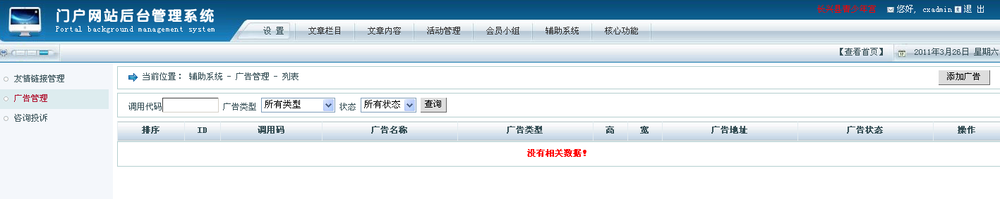 门户网站后台管理系统
Portal background management system
您好, cxadmin 退 出
设 置 文章栏目 文章内容 活动管理 会员小组 辅助系统 核心功能
【查看首页】 17 2011年3月26日 星期六
友情链接管理
广告管理
咨询投诉
当前位置： 辅助系统 - 广告管理 - 列表 添加广告
调用代码 广告类型 所有类型 状态 所有状态 查询
排序 ID 调用码 广告名称 广告类型 高 宽 广告地址 广告状态 操作
没有相关数据!